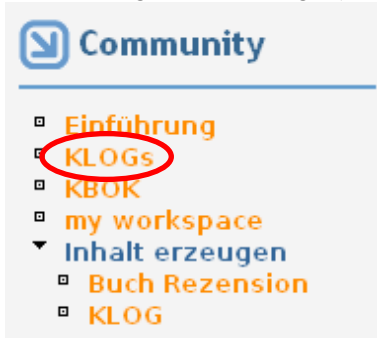 Community
Einführung
KLOGs
KBOK
my workspace
Inhalt erzeugen
Buch Rezension
KLOG